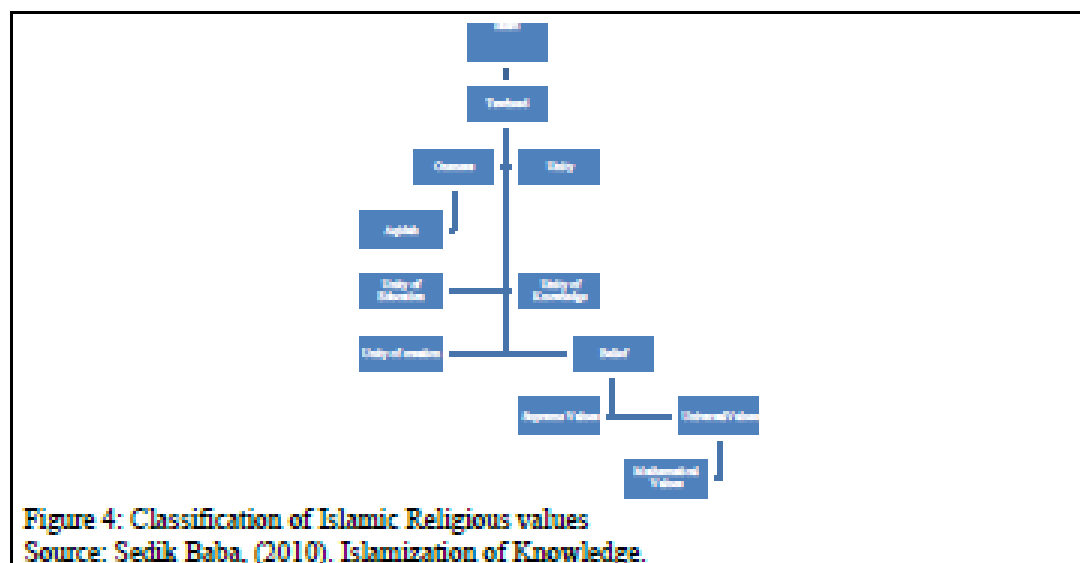 Tawheed
Unity
Aqidah
Unity of
Education
Unity of
Knowledge
Unity of creation
Belief
Supreme Values
Universal Values
Mathematical
Values
Figure 4: Classification of Islamic Religious values
Source: Sedik Baba, (2010). Islamization of Knowledge.